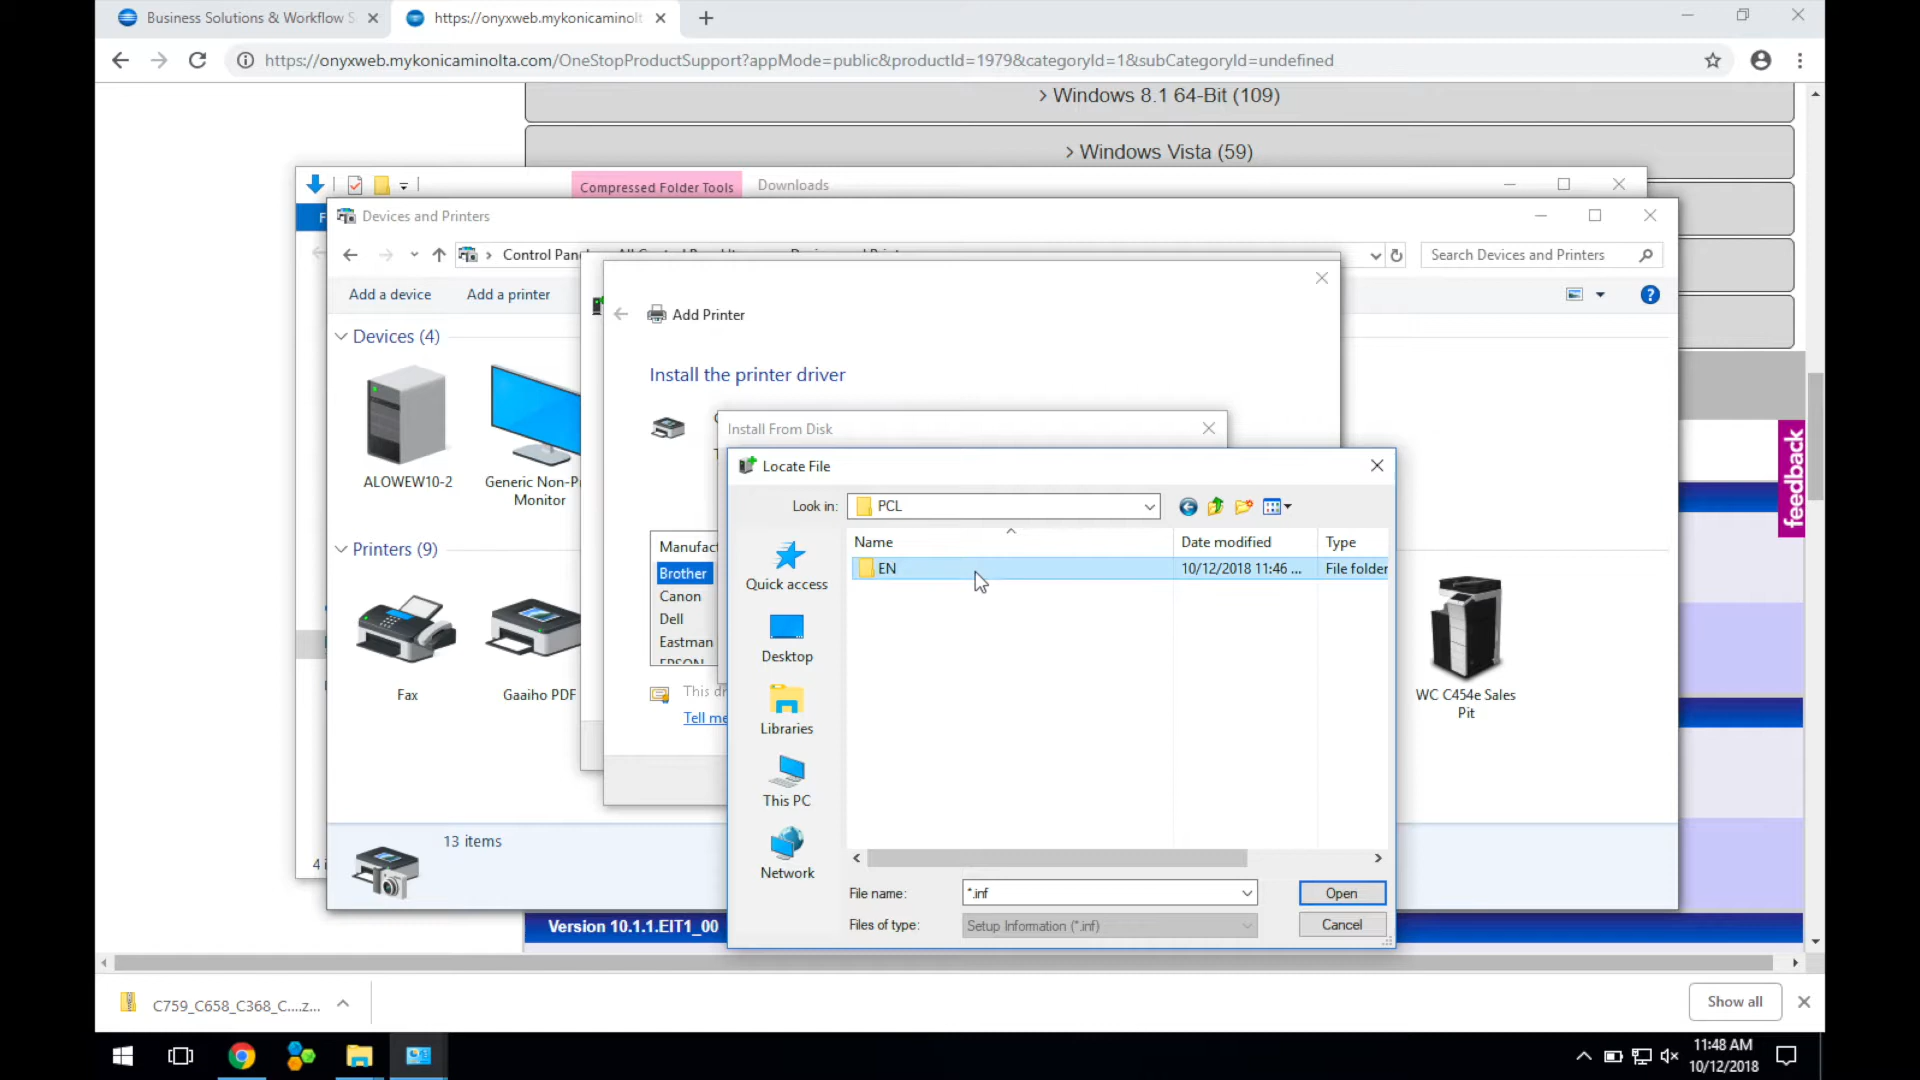 Business Solutions & Workflow S
https://onyxweb.mykonicaminolt
https://onyxweb.mykonicaminolta.com/OneStopProductSupport?appMode=public&productId=1979&categoryId=1&subCategoryId=undefined
> Windows 8.1 64-Bit (109)
> Windows Vista (59)
Compressed Folder Tools
Downloads
Devices and Printers
Search Devices and Printers
Add a device
Add a printer
Add Printer
Devices (4)
Install the printer driver
ALOWEW10-2
Generic Non-P
Monitor
Install From Disk
Locate File
Look in:
PCL
Name
Date modified
Type
EN
10/12/2018 11:46 ...
File folder
Quick access
Desktop
Libraries
This PC
Network
Manufact
Brother
Canon
Dell
Eastman
EPSON
This dr
Tell me
Printers (9)
Fax
Gaaiho PDF
WC C454e Sales
Pit
feedback
13 items
File name:
*.inf
Open
Files of type:
Setup Information (*.inf)
Cancel
Version 10.1.1.EIT1_00
C759_C658_C368_C....z...
Show all
11:48 AM
10/12/2018